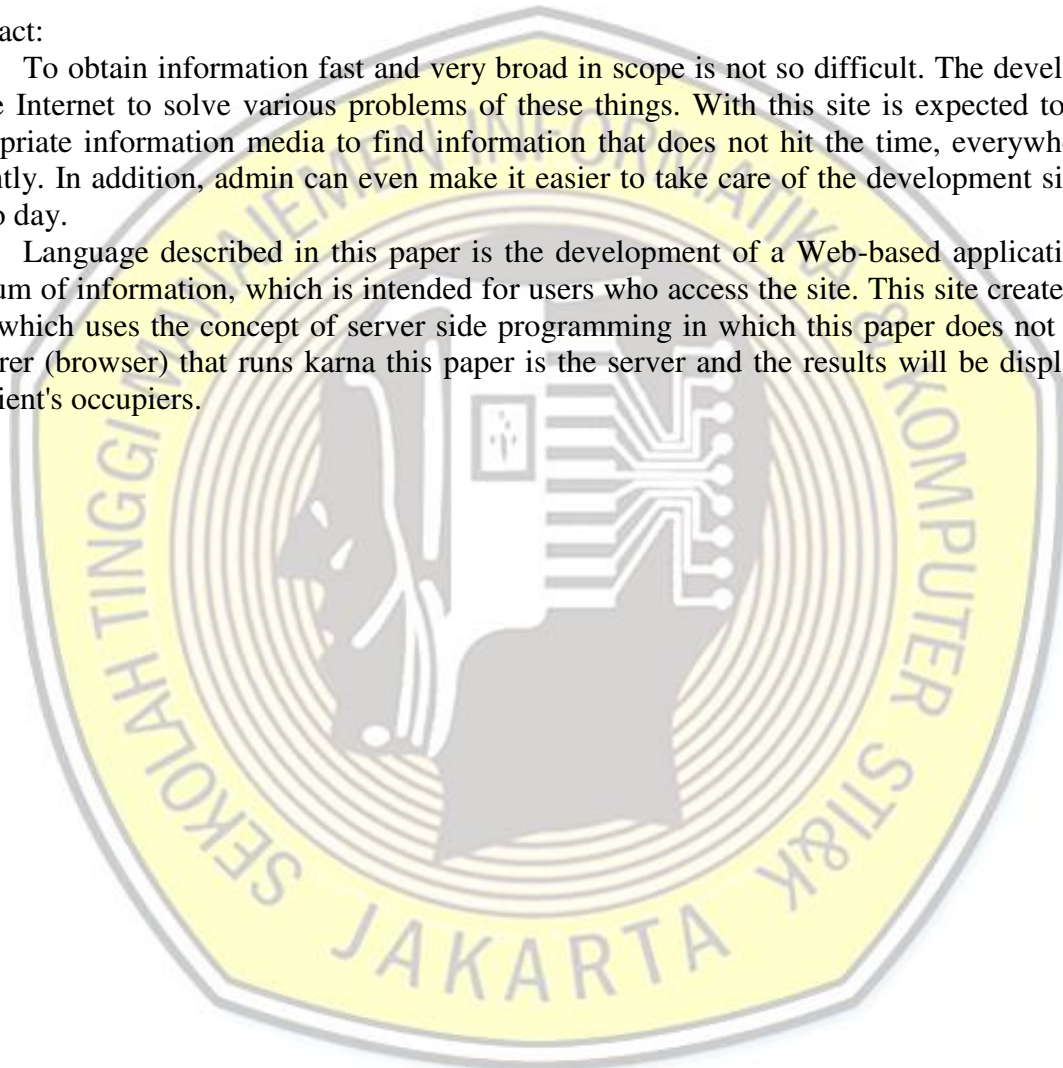 act:
To obtain information fast and very broad in scope is not so difficult. The devel
e Internet to solve various problems of these things. With this site is expected to
priate information media to find information that does not hit the time, everywh
ntly. In addition, admin can even make it easier to take care of the development si
o day.
Language described in this paper is the development of a Web-based applicati
um of information, which is intended for users who access the site. This site create
which uses the concept of server side programming in which this paper does not
rer (browser) that runs karna this paper is the server and the results will be displ
ient's occupiers.
SEKOLAH TINGGI MANAJEMEN INFORMATIKA & KOMPUTER STI&K
JAKARTA